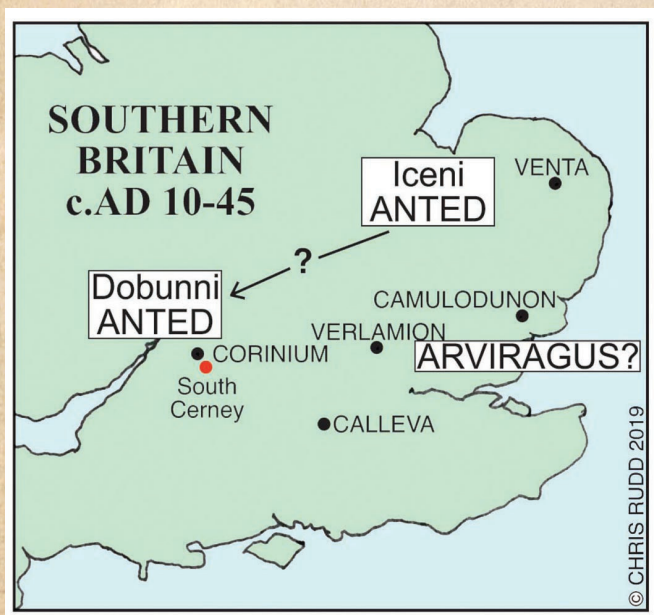 SOUTHERN
BRITAIN
c.AD 10-45
Iceni
ANTED
VENTA
?
Dobunni
ANTED
CAMULODUNON
VERLAMION
ARVIRAGUS?
CORINIUM
South
Cerney
CALLEVA
© CHRIS RUDD 2019